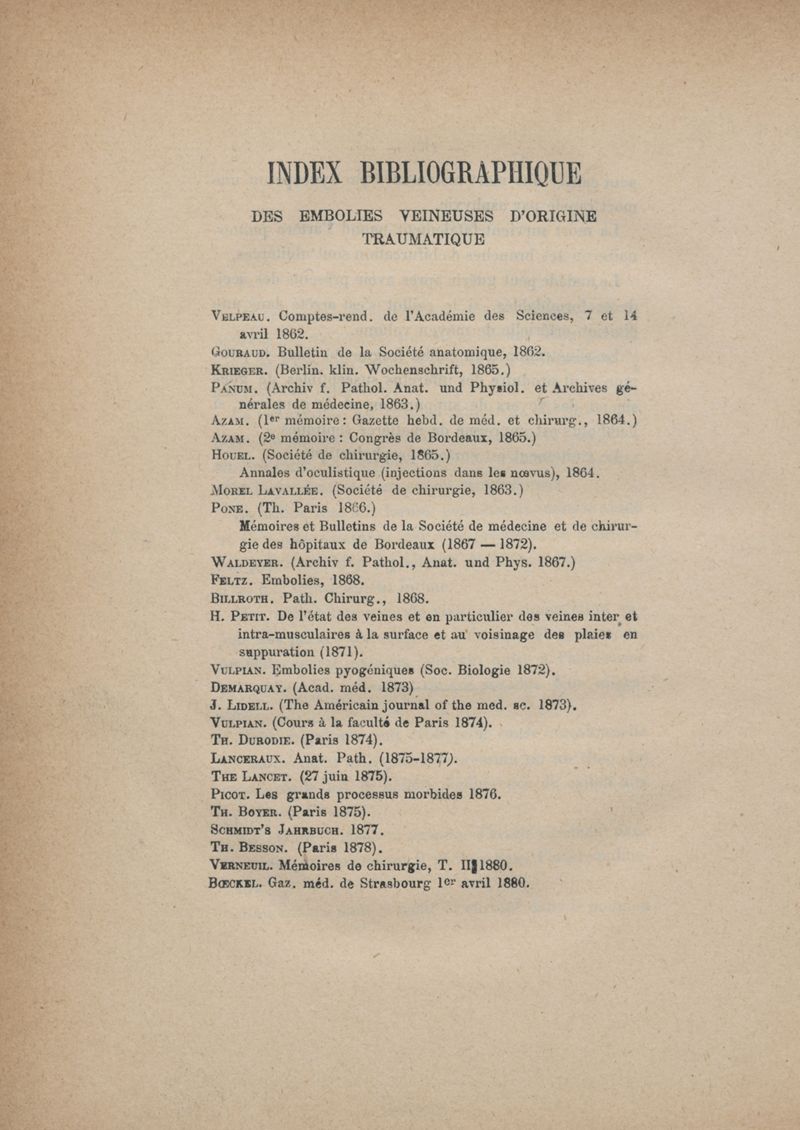 INDEX BIBLIOGRAPHIQUE
DES EMBOLIES VEINEUSES D'ORIGINE
TRAUMATIQUE
VELPEAU. Comptes-rend. de l'Académie des Sciences, 7 et 14
avril 1862.
GOURAUD. Bulletin de la Société anatomique, 1862.
KRIEGER. (Berlin. klin. Wochenschrift, 1865.)
PANUM. (Archiv f. Pathol. Anat. und Physiol. et Archives gé-
nérales de médecine, 1863.)
AZAM. (1er mémoire : Gazette hebd. de méd. et chirurg., 1864.)
AZAM. (2e mémoire : Congrès de Bordeaux, 1865.)
HOUEL. (Société de chirurgie, 1865.)
Annales d'oculistique (injections dans les nœvus), 1864.
MOREL LAVALLÉE. (Société de chirurgie, 1863.)
PONE. (Th. Paris 1866.)
Mémoires et Bulletins de la Société de médecine et de chirur-
gie des hôpitaux de Bordeaux (1867 — 1872).
WALDEYER. (Archiv f. Pathol., Anat. und Phys. 1867.)
FELTZ. Embolies, 1868.
BILLROTH. Path. Chirurg., 1868.
H. PETIT. De l'état des veines et en particulier des veines inter et
intra-musculaires à la surface et au voisinage des plaies en
suppuration (1871).
VULPIAN. Embolies pyogéniques (Soc. Biologie 1872).
DEMARQUAY. (Acad. méd. 1873)
J. LIDELL. (The Américain journal of the med. sc. 1873).
VULPIAN. (Cours à la faculté de Paris 1874).
TH. DURODIE. (Paris 1874).
LANCERAUX. Anat. Path. (1875-1877).
THE LANCET. (27 juin 1875).
PICOT. Les grands processus morbides 1876.
TH. BOYER. (Paris 1875).
SCHMIDT'S JAHRBUCH. 1877.
TH. BESSON. (Paris 1878).
VERNEUIL. Mémoires de chirurgie, T. II 1880.
BŒCKEL. Gaz. méd. de Strasbourg 1er avril 1880.